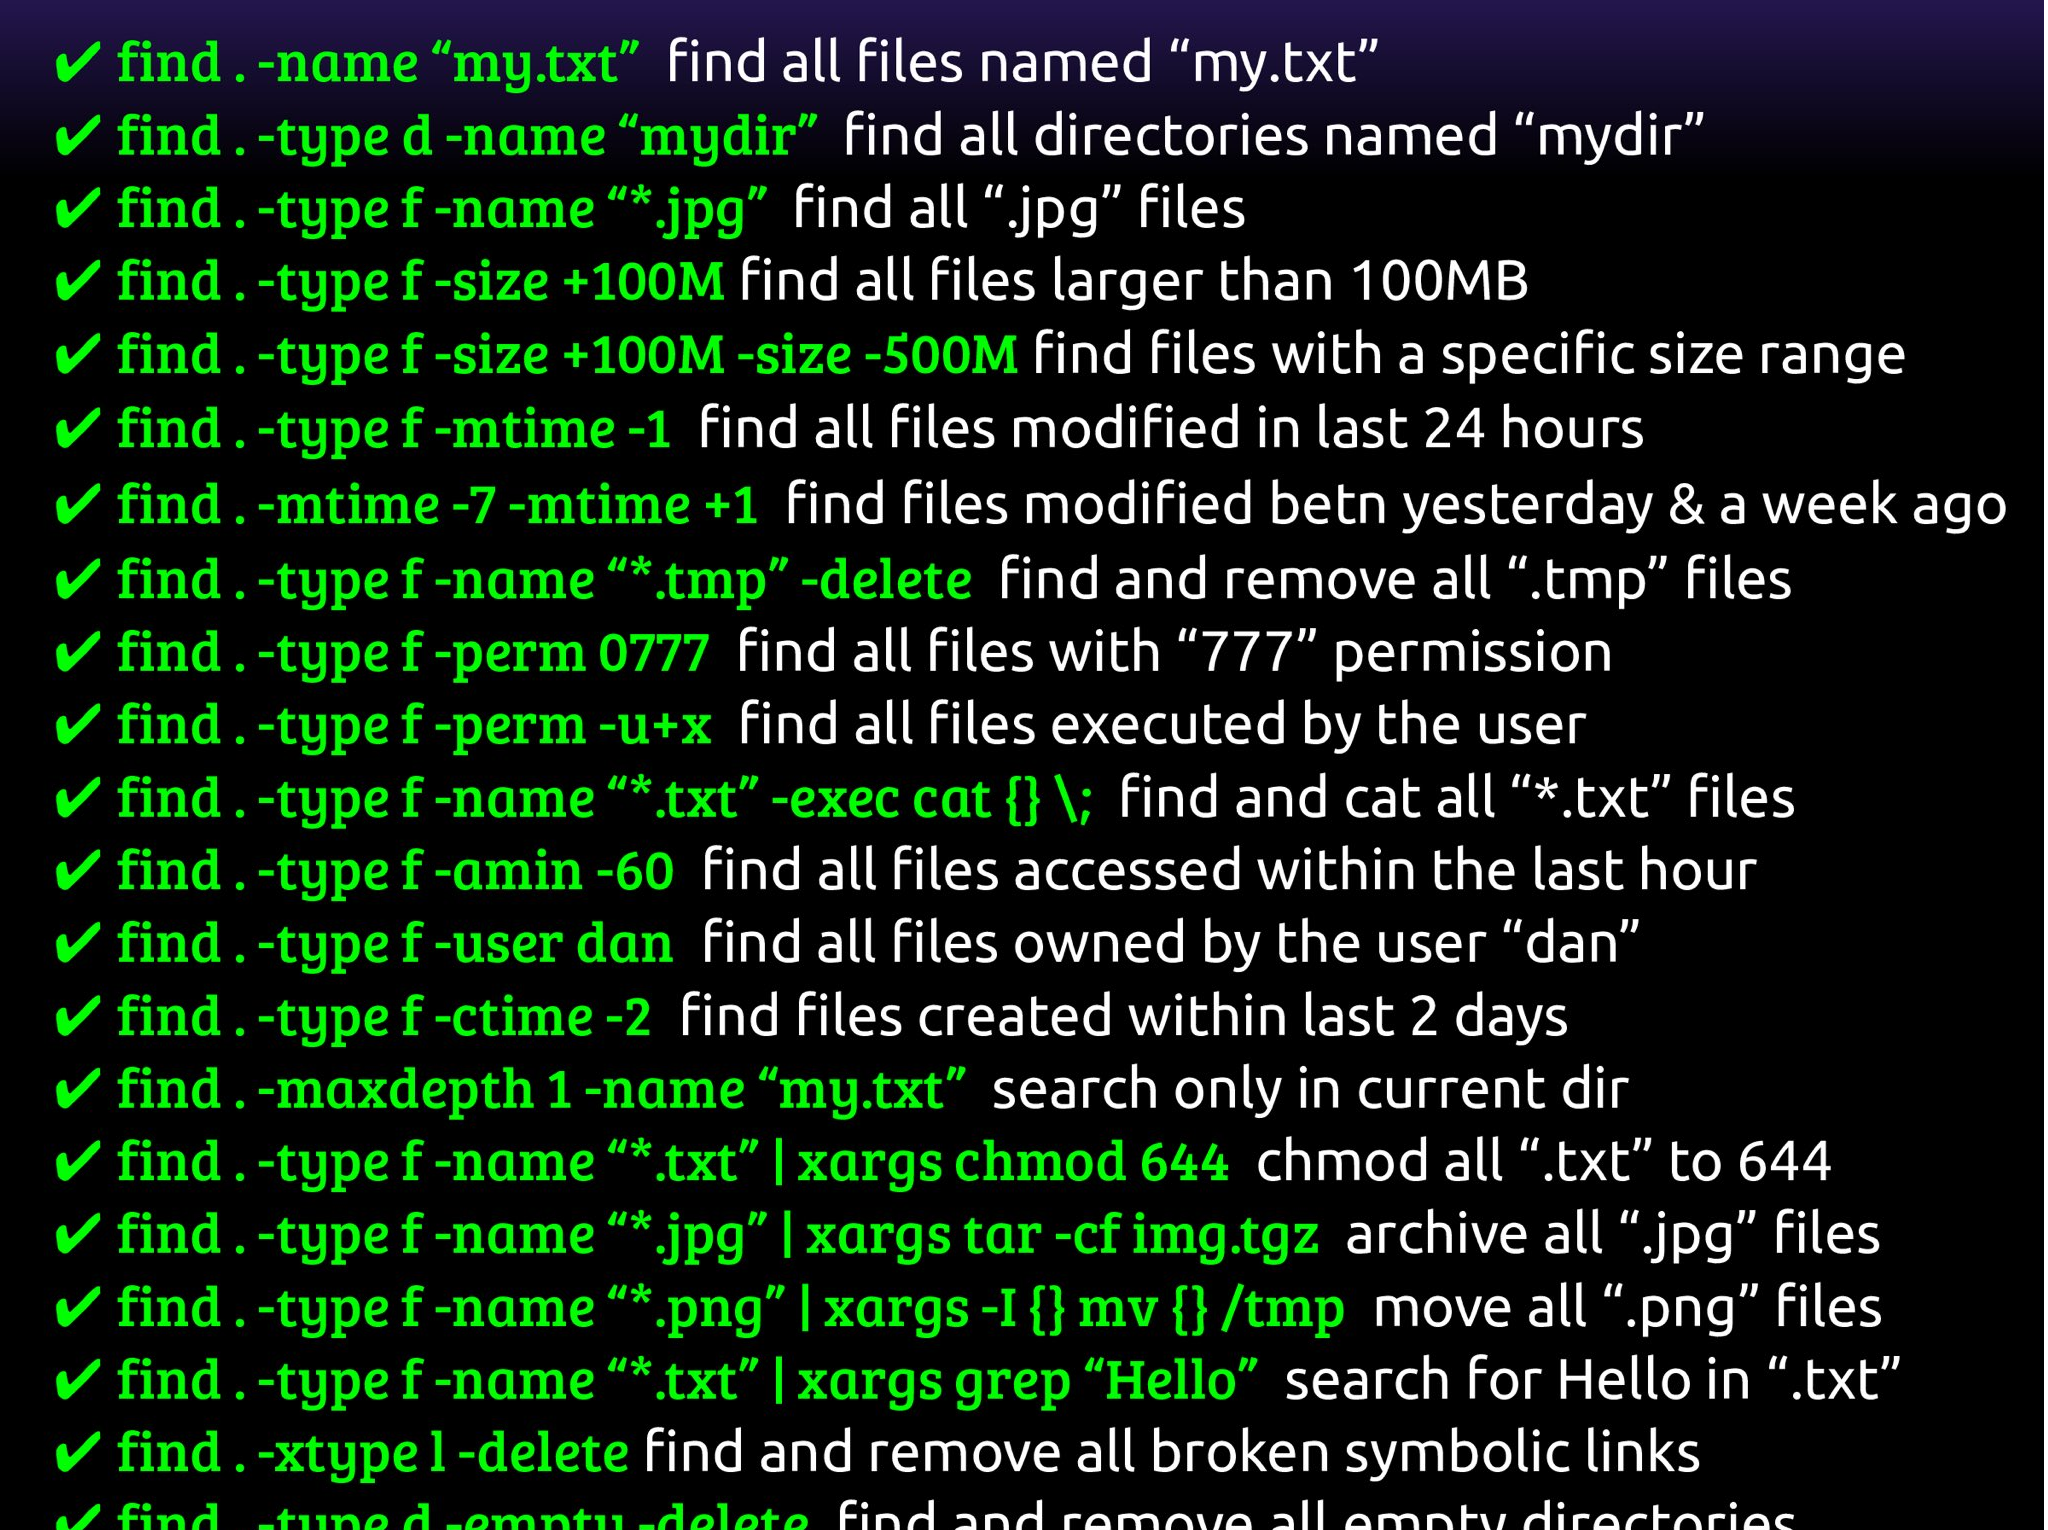 ✔ find . -name “my.txt” find all files named “my.txt”
✔ find . -type d -name “mydir” find all directories named “mydir”
✔ find . -type f -name “*.jpg” find all “.jpg” files
✔ find . -type f -size +100M find all files larger than 100MB
✔ find . -type f -size +100M -size -500M find files with a specific size range
✔ find . -type f -mtime -1 find all files modified in last 24 hours
✔ find . -mtime -7 -mtime +1 find files modified betn yesterday & a week ago
✔ find . -type f -name “*.tmp” -delete find and remove all “.tmp” files
✔ find . -type f -perm 0777 find all files with “777” permission
✔ find . -type f -perm -u+x find all files executed by the user
✔ find . -type f -name “*.txt” -exec cat {} \; find and cat all “*.txt” files
✔ find . -type f -amin -60 find all files accessed within the last hour
✔ find . -type f -user dan find all files owned by the user “dan”
✔ find . -type f -ctime -2 find files created within last 2 days
✔ find . -maxdepth 1 -name “my.txt” search only in current dir
✔ find . -type f -name “*.txt” | xargs chmod 644 chmod all “.txt” to 644
✔ find . -type f -name “*.jpg” | xargs tar -cf img.tgz archive all “.jpg” files
✔ find . -type f -name “*.png” | xargs -I {} mv {} /tmp move all “.png” files
✔ find . -type f -name “*.txt” | xargs grep “Hello” search for Hello in “.txt”
✔ find . -xtype l -delete find and remove all broken symbolic links
✔ find . -type d -empty -delete find and remove all empty directories